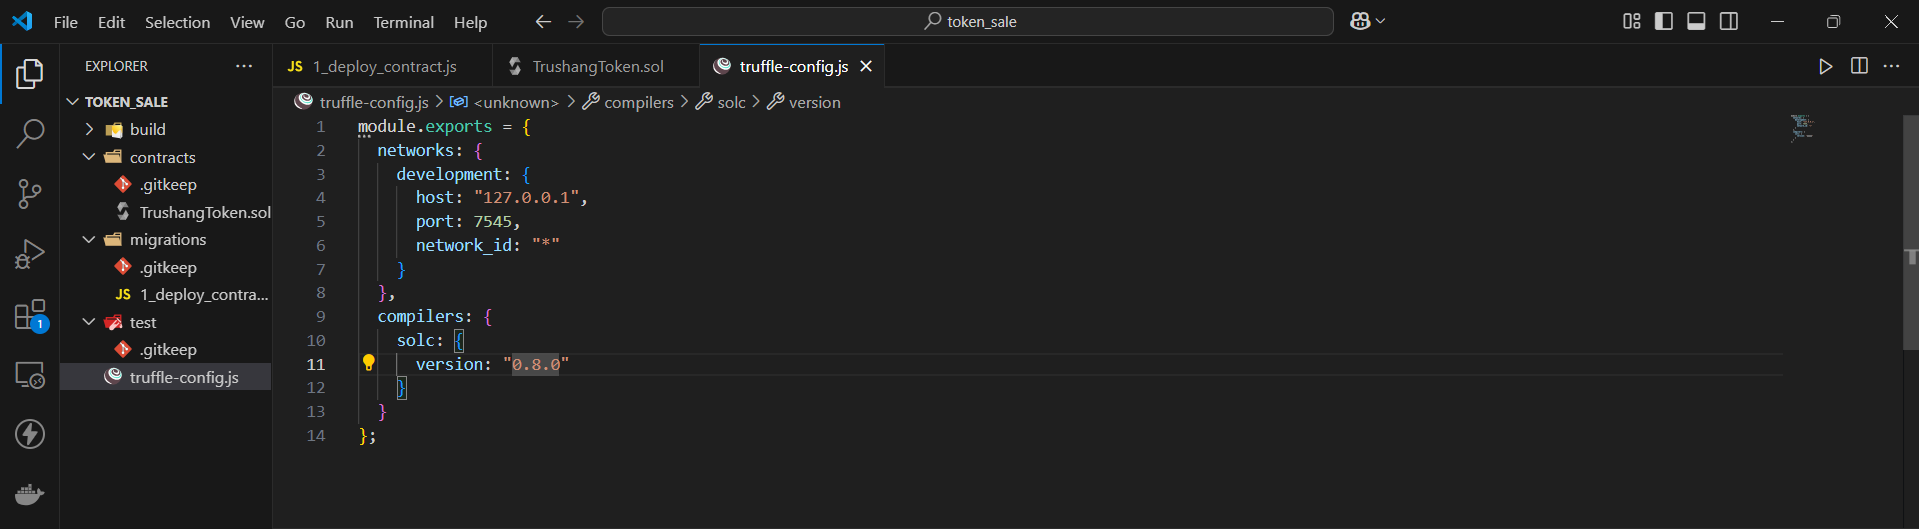 File Edit Selection View Go Run Terminal Help
token_sale
EXPLORER
TOKEN_SALE
build
contracts
.gitkeep
TrushangToken.sol
migrations
.gitkeep
JS 1_deploy_contra...
test
.gitkeep
truffle-config.js
1
JS 1_deploy_contract.js
TrushangToken.sol
truffle-config.js
truffle-config.js > <unknown> > compilers > solc > version
1 module.exports = {
2 networks: {
3 development: {
4 host: "127.0.0.1",
5 port: 7545,
6 network_id: "*"
7 }
8 },
9 compilers: {
10 solc: {
11 version: "0.8.0"
12 }
13 }
14 };